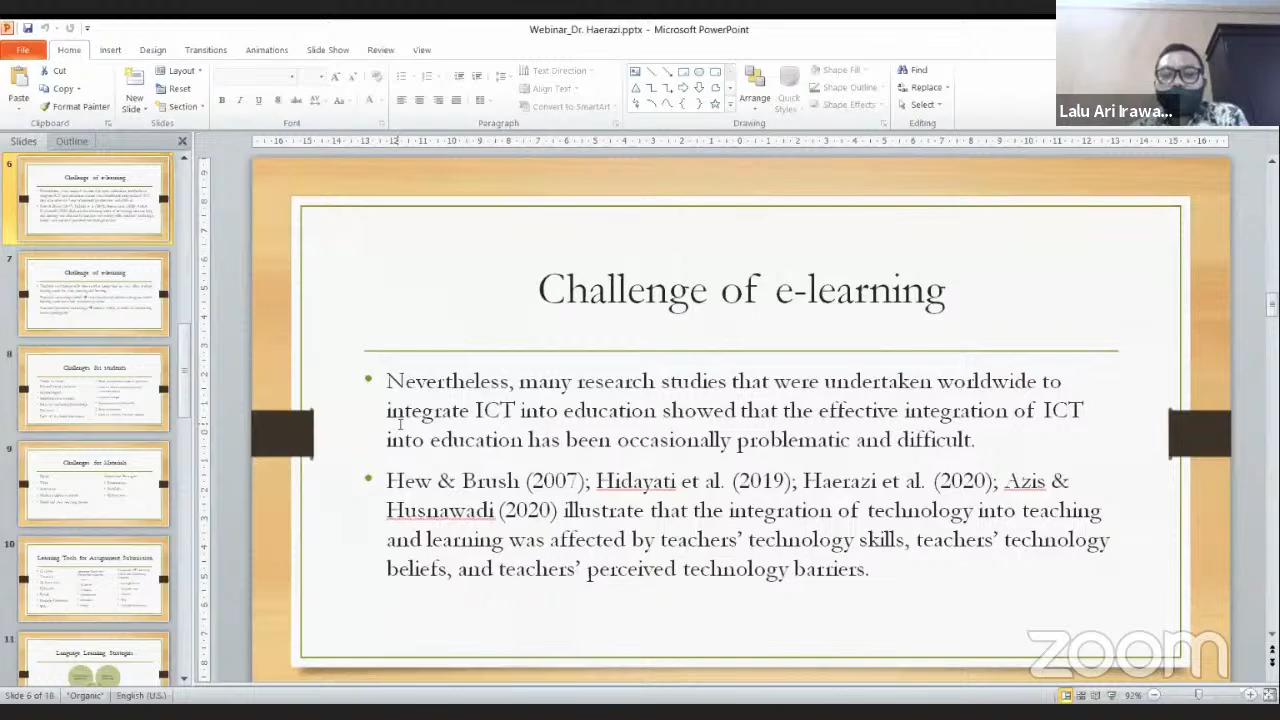 Webinar_Dr. Haerazi.pptx - Microsoft PowerPoint
File Home Insert Design Transitions Animations Slide Show Review View
Paste
Cut
Copy
Format Painter
Clipboard
New Slide
Layout
Reset
Section
Slides
Font
Text Direction
Align Text
Convert to SmartArt
Paragraph
Arrange
Quick Styles
Shape Fill
Shape Outline
Shape Effects
Drawing
Find
Replace
Select
Editing
Lalu Ari Irawa...
Slides Outline
6
Challenge of e-learning
7
Challenge of e-learning
8
Challenges for students
9
Challenges for Materials
10
Learning Tools for Assignment Submission
11
Language Learning Strategies
Challenge of e-learning
Nevertheless, many research studies that were undertaken worldwide to
integrate ICT into education showed that the effective integration of ICT
into education has been occasionally problematic and difficult.
Hew & Brush (2007); Hidayati et al. (2019); Haerazi et al. (2020); Azis &
Husnawadi (2020) illustrate that the integration of technology into teaching
and learning was affected by teachers' technology skills, teachers' technology
beliefs, and teachers' perceived technology barriers.
zoom
Slide 6 of 18 "Organic" English (U.S.) 92%